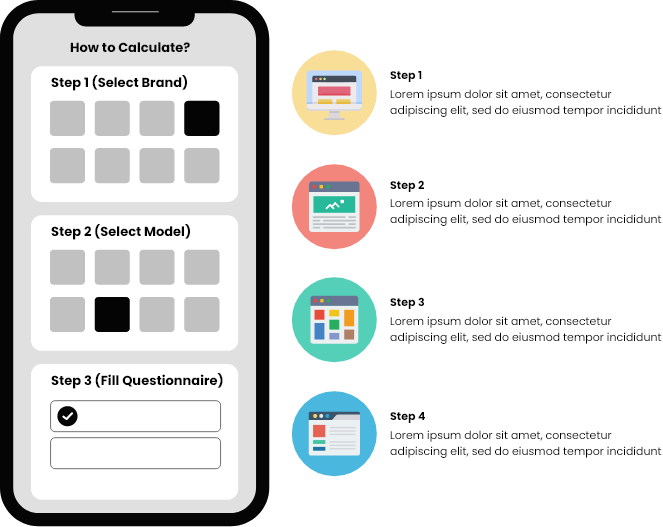 How to Calculate?
Step 1 (Select Brand)
Step 2 (Select Model)
Step 3 (Fill Questionnaire)
Step 1
Lorem ipsum dolor sit amet, consectetur
adipiscing elit, sed do eiusmod tempor incididunt
Step 2
Lorem ipsum dolor sit amet, consectetur
adipiscing elit, sed do eiusmod tempor incididunt
Step 3
Lorem ipsum dolor sit amet, consectetur
adipiscing elit, sed do eiusmod tempor incididunt
Step 4
Lorem ipsum dolor sit amet, consectetur
adipiscing elit, sed do eiusmod tempor incididunt